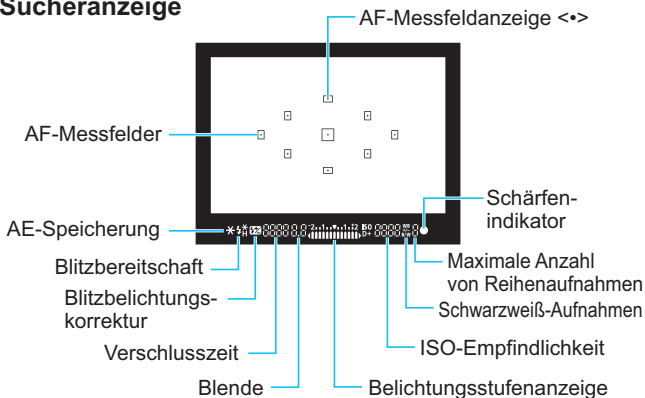 Sucheranzeige
AF-Messfeldanzeige <•>
AF-Messfelder
Schärfen-
indikator
AE-Speicherung
Blitzbereitschaft
Maximale Anzahl
von Reihenaufnahmen
Blitzbelichtungs-
korrektur
Schwarzweiß-Aufnahmen
Verschlusszeit
ISO-Empfindlichkeit
Blende
Belichtungsstufenanzeige